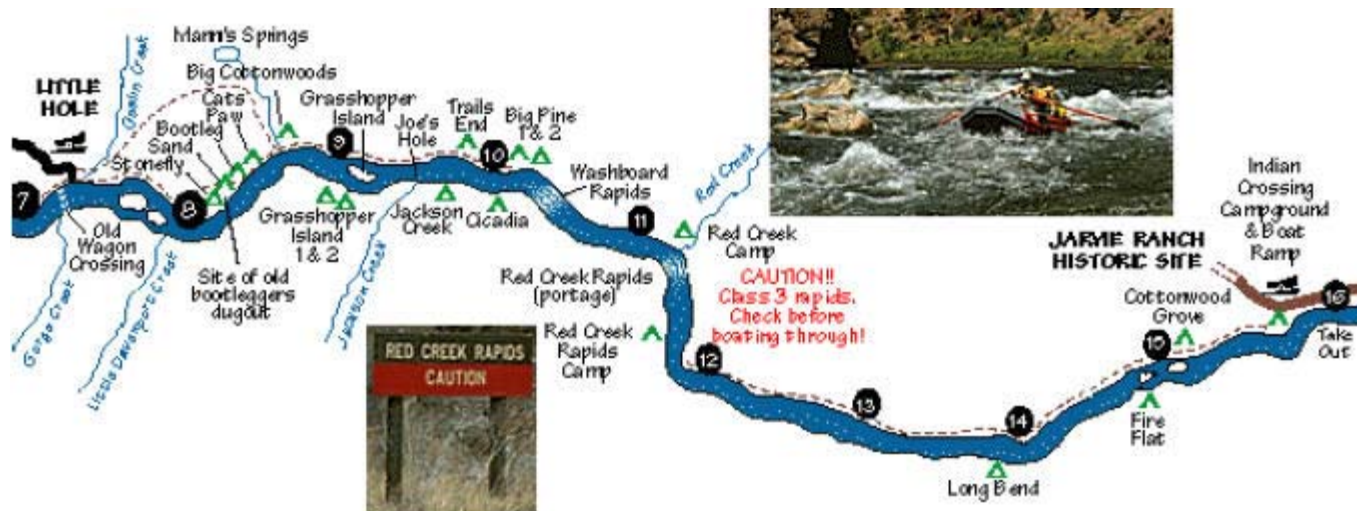 Mann's Springs
Big Cottonwoods
Cats
Paw
Bootleg
Sand
Stonefly
LITTLE
HOLE
Gorge Creek
Little Davenport Creek
Old
Wagon
Crossing
Site of old
bootleggers
dugout
Grasshopper
Island
Grasshopper
Island
1 & 2
Joe's
Hole
Jackson
Creek
Jackson Creek
Trails
End
Cicadia
Big Pine
1 & 2
Washboard
Rapids
Red Creek
Red Creek
Camp
CAUTION!!
Class 3 rapids.
Check before
boating through!
Red Creek Rapids
(portage)
Red Creek
Rapids
Camp
RED CREEK RAPIDS
CAUTION
7
8
9
10
11
12
13
14
15
16
Long Bend
Fire
Flat
Cottonwood
Grove
JARVIE RANCH
HISTORIC SITE
Indian
Crossing
Campground
& Boat
Ramp
Take
Out